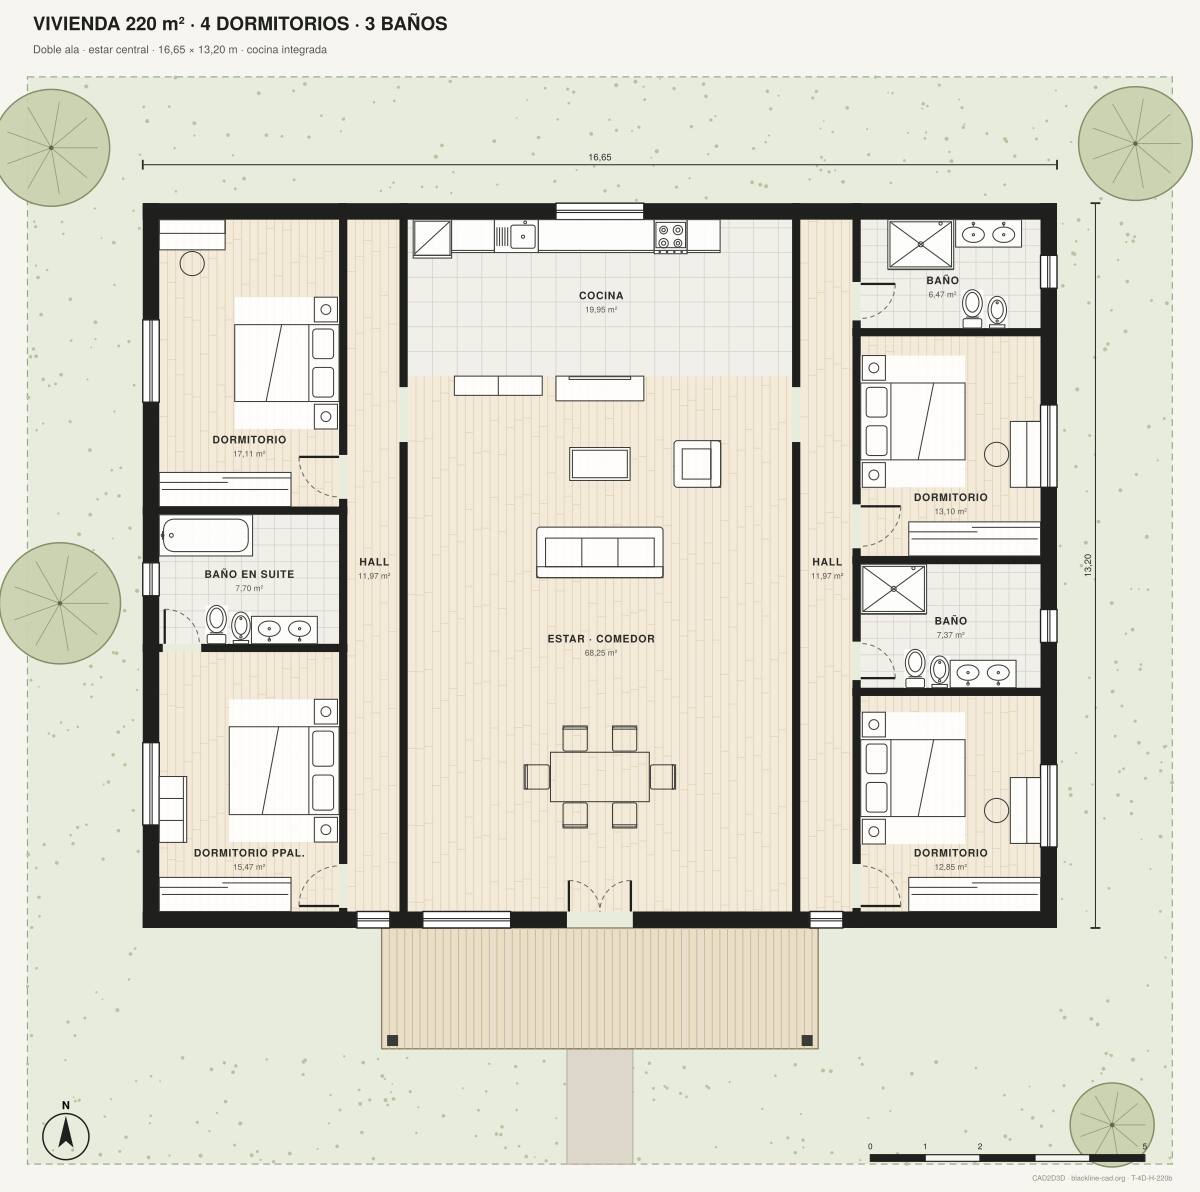 VIVIENDA 220 m² · 4 DORMITORIOS · 3 BAÑOS
Doble ala · estar central · 16,65 × 13,20 m · cocina integrada
16,65
COCINA
19,95 m²
BAÑO
6,47 m²
DORMITORIO
17,11 m²
DORMITORIO
13,10 m²
HALL
11,97 m²
HALL
11,97 m²
13,20
BAÑO EN SUITE
7,70 m²
BAÑO
7,37 m²
ESTAR · COMEDOR
68,25 m²
DORMITORIO PPAL.
15,47 m²
DORMITORIO
12,85 m²
N
0 1 2 5
CAD2D3D · blackline-cad.org · T-4D-H-220b